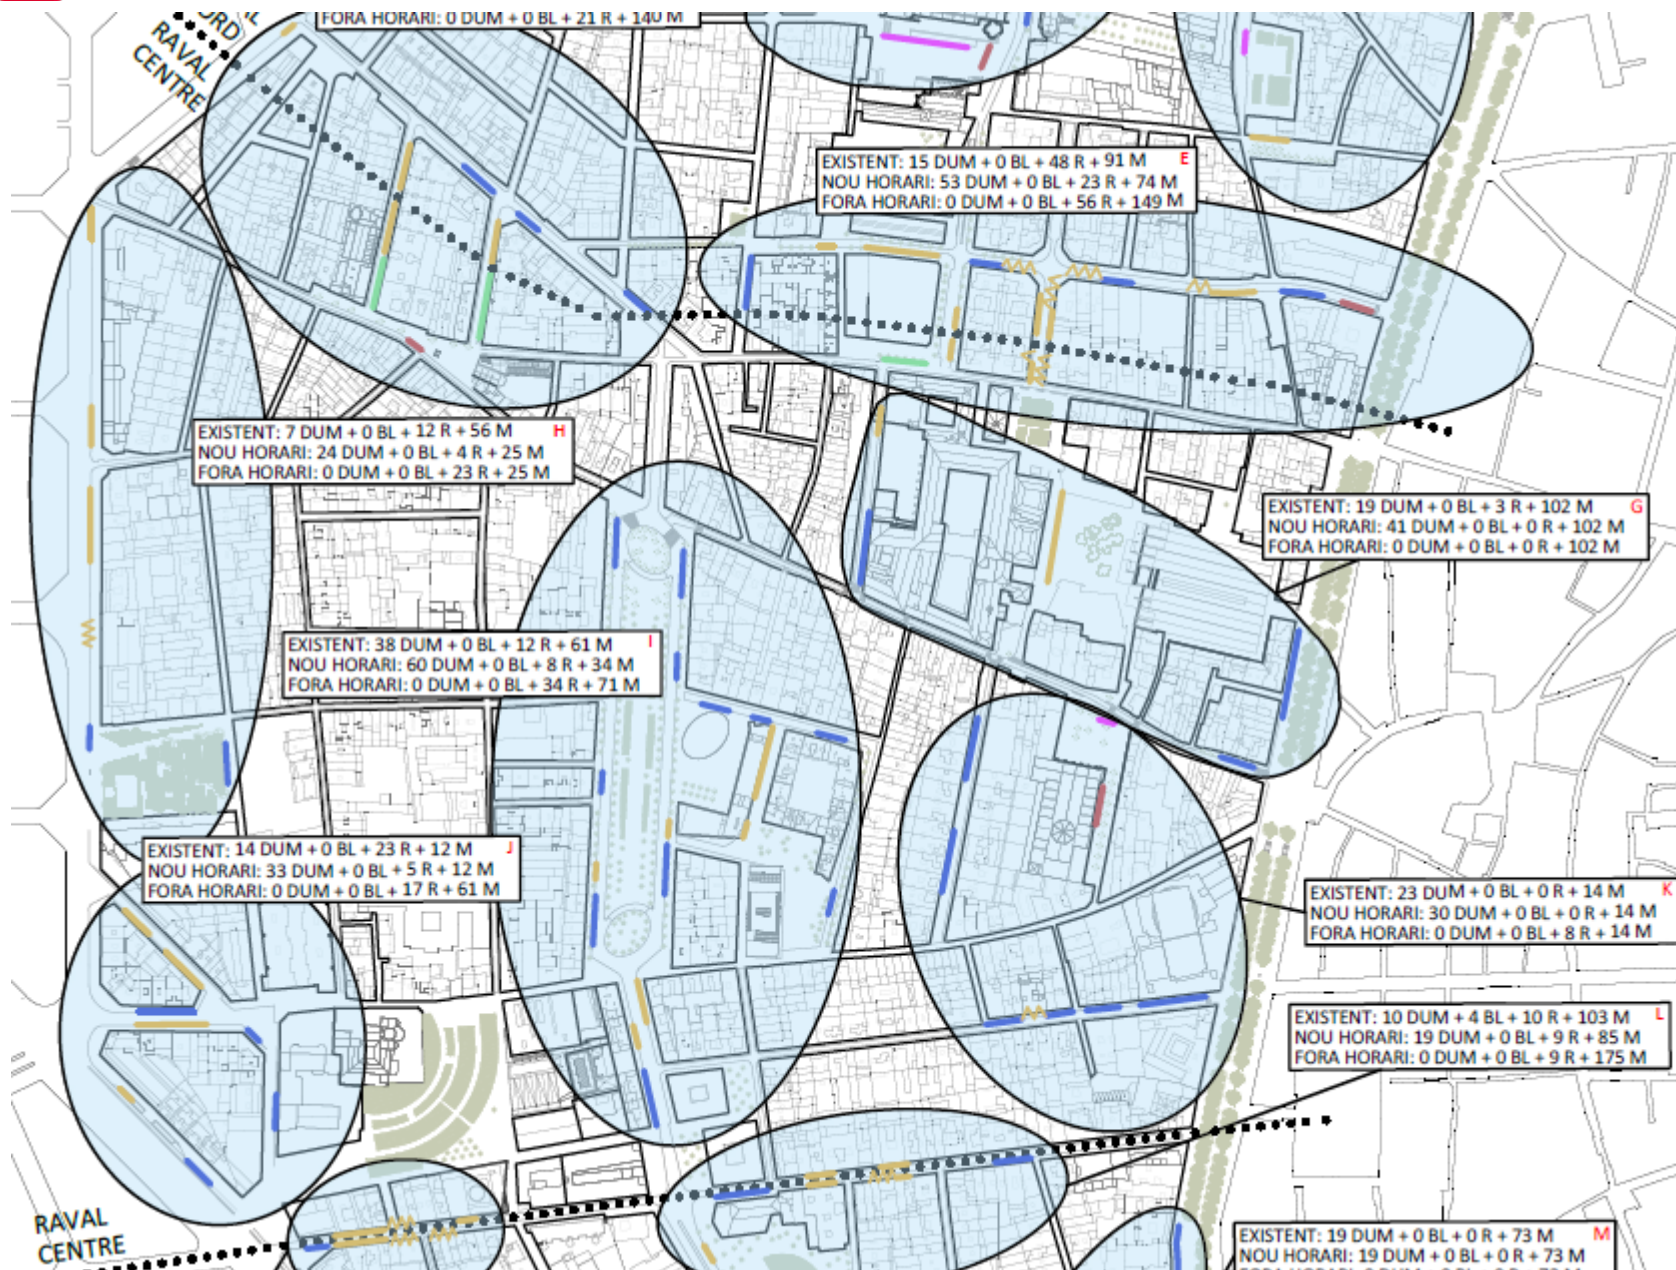 FORA HORARI: 0 DUM + 0 BL + 21 R + 140 M
RAVAL
CENTRE
EXISTENT: 15 DUM + 0 BL + 48 R + 91 M E
NOU HORARI: 53 DUM + 0 BL + 23 R + 74 M
FORA HORARI: 0 DUM + 0 BL + 56 R + 149 M
EXISTENT: 7 DUM + 0 BL + 12 R + 56 M H
NOU HORARI: 24 DUM + 0 BL + 4 R + 25 M
FORA HORARI: 0 DUM + 0 BL + 23 R + 25 M
EXISTENT: 19 DUM + 0 BL + 3 R + 102 M G
NOU HORARI: 41 DUM + 0 BL + 0 R + 102 M
FORA HORARI: 0 DUM + 0 BL + 0 R + 102 M
EXISTENT: 38 DUM + 0 BL + 12 R + 61 M I
NOU HORARI: 60 DUM + 0 BL + 8 R + 34 M
FORA HORARI: 0 DUM + 0 BL + 34 R + 71 M
EXISTENT: 14 DUM + 0 BL + 23 R + 12 M J
NOU HORARI: 33 DUM + 0 BL + 5 R + 12 M
FORA HORARI: 0 DUM + 0 BL + 17 R + 61 M
EXISTENT: 23 DUM + 0 BL + 0 R + 14 M K
NOU HORARI: 30 DUM + 0 BL + 0 R + 14 M
FORA HORARI: 0 DUM + 0 BL + 8 R + 14 M
EXISTENT: 10 DUM + 4 BL + 10 R + 103 M L
NOU HORARI: 19 DUM + 0 BL + 9 R + 85 M
FORA HORARI: 0 DUM + 0 BL + 9 R + 175 M
RAVAL
CENTRE
EXISTENT: 19 DUM + 0 BL + 0 R + 73 M M
NOU HORARI: 19 DUM + 0 BL + 0 R + 73 M